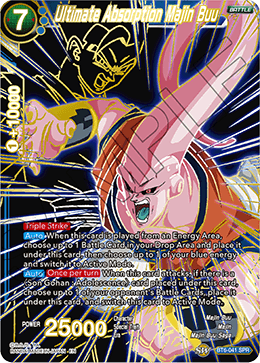 BATTLE
7
Ultimate Absorption Majin Buu
Triple Strike
Auto When this card is played from an Energy Area,
choose up to 1 Battle Card in your Drop Area and place it
under this card, then choose up to 1 of your blue energy
and switch it to Active Mode.
Auto Once per turn When this card attacks, if there is a
Son Gohan : Adolescence card placed under this card,
choose up to 1 of your opponent's Battle Cards, place it
under this card, and switch this card to Active Mode.
POWER 25000
Character
Majin Buu
Special Trait
Majin
Era
Majin Buu Saga
BT6-041 SPR